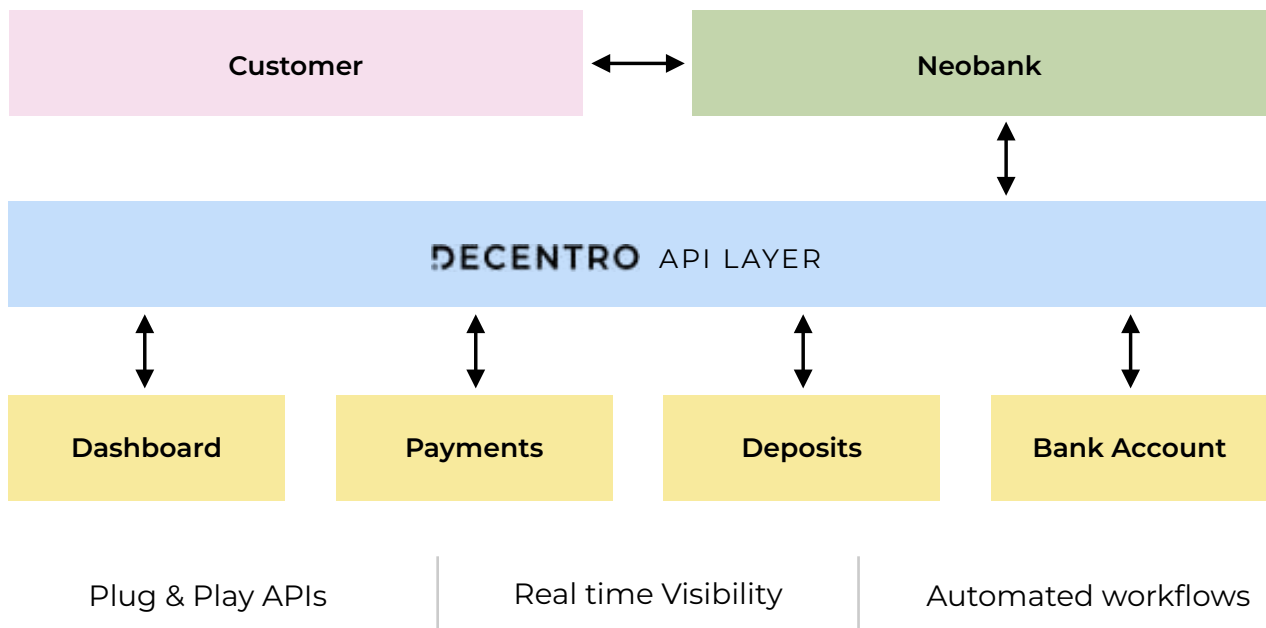 Customer
Neobank
DECENTRO API LAYER
Dashboard
Payments
Deposits
Bank Account
Plug & Play APIs
Real time Visibility
Automated workflows